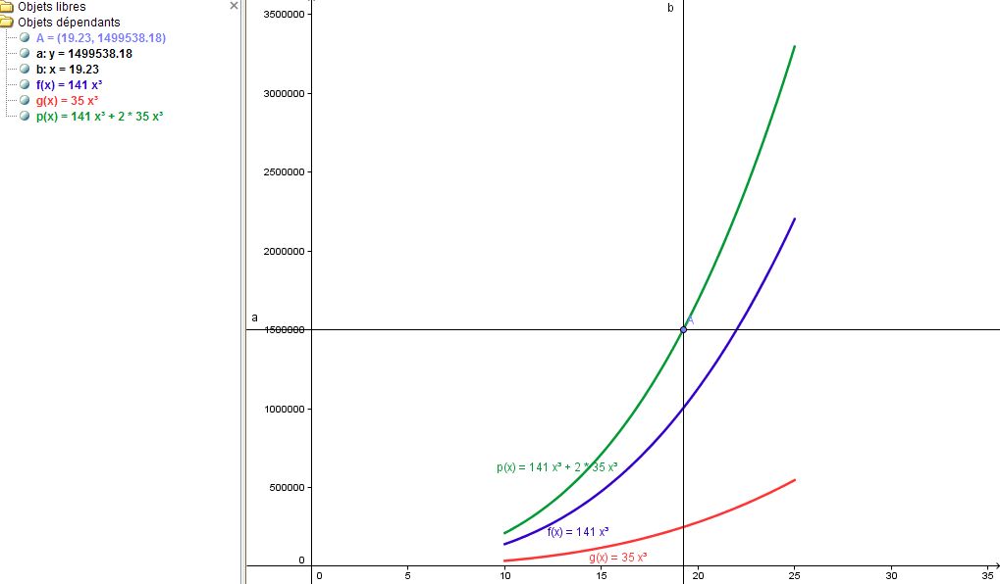 Objets libres
Objets dépendants
A = (19.23, 1499538.18)
a: y = 1499538.18
b: x = 19.23
f(x) = 141 x³
g(x) = 35 x³
p(x) = 141 x³ + 2 * 35 x³
b
3500000
3000000
2500000
2000000
a
1500000
A
1000000
p(x) = 141 x³ + 2 * 35 x³
500000
f(x) = 141 x³
g(x) = 35 x³
0
0 5 10 15 20 25 30 35